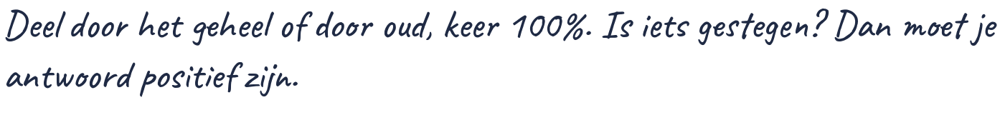 Deel door het geheel of door oud, keer 100%. Is iets gestegen? Dan moet je
antwoord positief zijn.